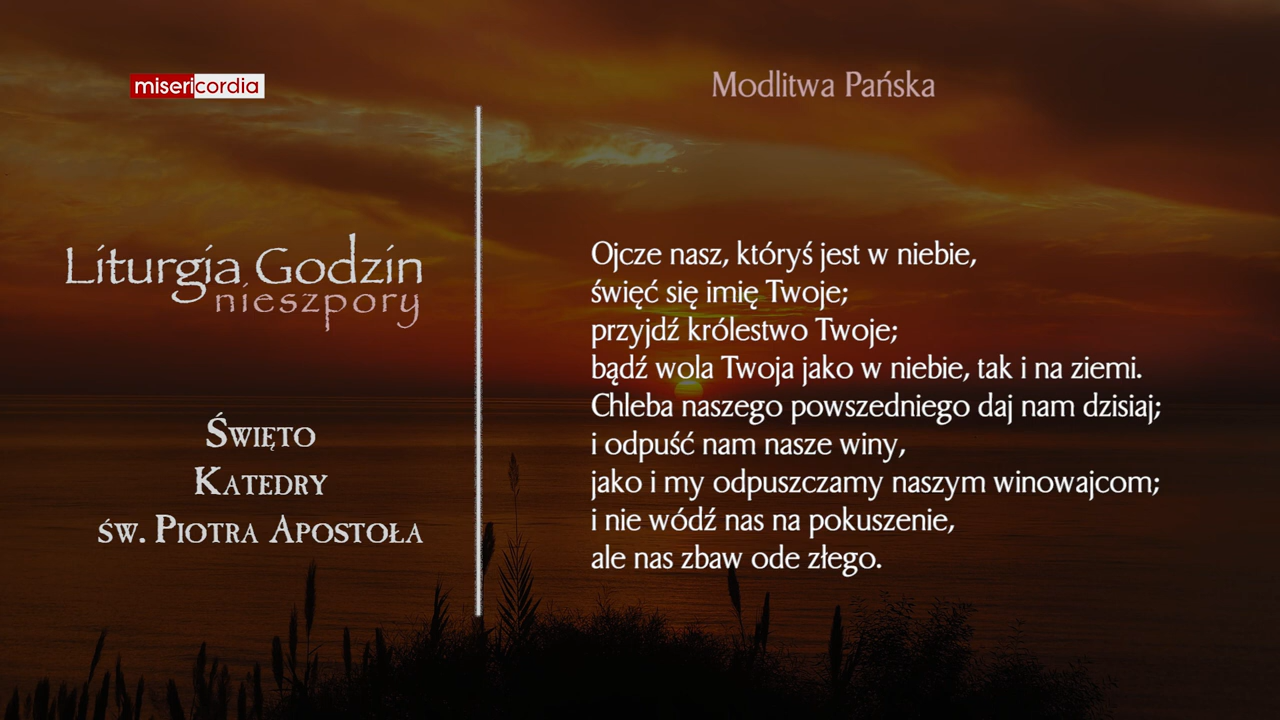 misericordia
Liturgia Godzin
nieszpory
Święto
Katedry
św. Piotra Apostoła
Modlitwa Pańska
Ojcze nasz, któryś jest w niebie,
święć się imię Twoje;
przyjdź królestwo Twoje;
bądź wola Twoja jako w niebie, tak i na ziemi.
Chleba naszego powszedniego daj nam dzisiaj;
i odpuść nam nasze winy,
jako i my odpuszczamy naszym winowajcom;
i nie wódź nas na pokuszenie,
ale nas zbaw ode złego.